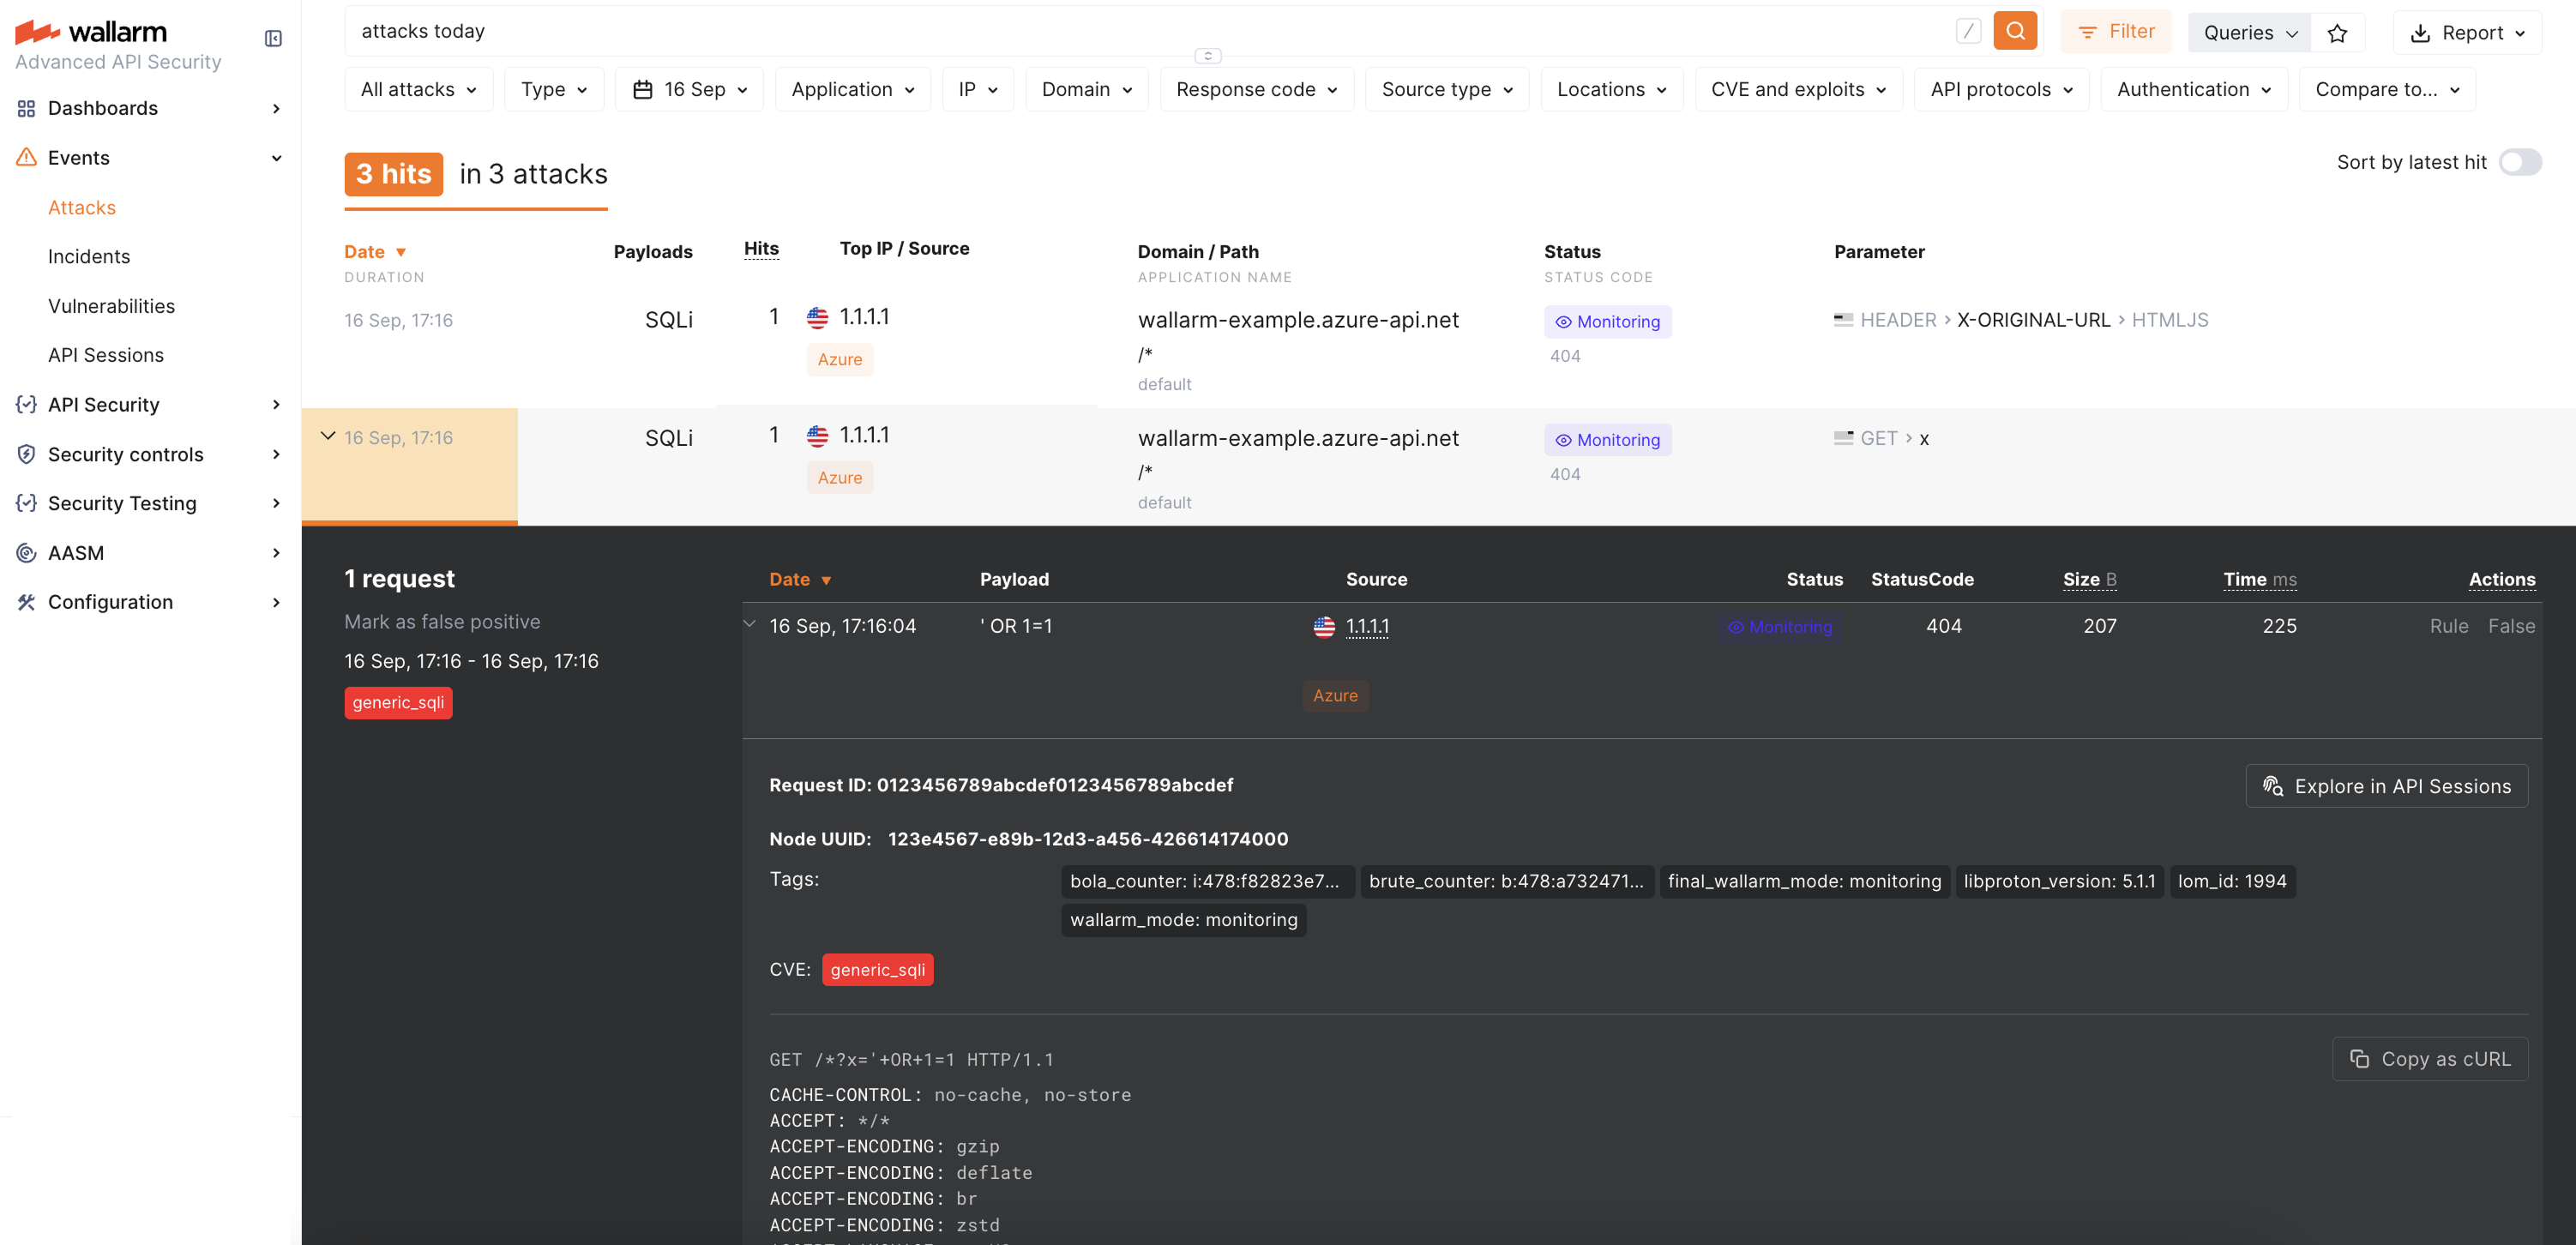 wallarm
Advanced API Security
Dashboards
Events
Attacks
Incidents
Vulnerabilities
API Sessions
API Security
Security controls
Security Testing
AASM
Configuration
attacks today
/
Filter
Queries
Report
All attacks
Type
16 Sep
Application
IP
Domain
Response code
Source type
Locations
CVE and exploits
API protocols
Authentication
Compare to...
3 hits in 3 attacks
Sort by latest hit
Date ▼ Payloads Hits Top IP / Source Domain / Path Status Parameter
DURATION APPLICATION NAME STATUS CODE
16 Sep, 17:16 SQLi 1 1.1.1.1 wallarm-example.azure-api.net Monitoring HEADER > X-ORIGINAL-URL > HTMLJS
Azure /* 404
default
16 Sep, 17:16 SQLi 1 1.1.1.1 wallarm-example.azure-api.net Monitoring GET > x
Azure /* 404
default
1 request
Mark as false positive
16 Sep, 17:16 - 16 Sep, 17:16
generic_sqli
Date ▼ Payload Source Status StatusCode Size B Time ms Actions
16 Sep, 17:16:04 ' OR 1=1 1.1.1.1 Monitoring 404 207 225 Rule False
Azure
Request ID: 0123456789abcdef0123456789abcdef
Explore in API Sessions
Node UUID: 123e4567-e89b-12d3-a456-426614174000
Tags: bola_counter: i:478:f82823e7... brute_counter: b:478:a732471... final_wallarm_mode: monitoring libproton_version: 5.1.1 lom_id: 1994
wallarm_mode: monitoring
CVE: generic_sqli
GET /*?x='+OR+1=1 HTTP/1.1
Copy as cURL
CACHE-CONTROL: no-cache, no-store
ACCEPT: */*
ACCEPT-ENCODING: gzip
ACCEPT-ENCODING: deflate
ACCEPT-ENCODING: br
ACCEPT-ENCODING: zstd